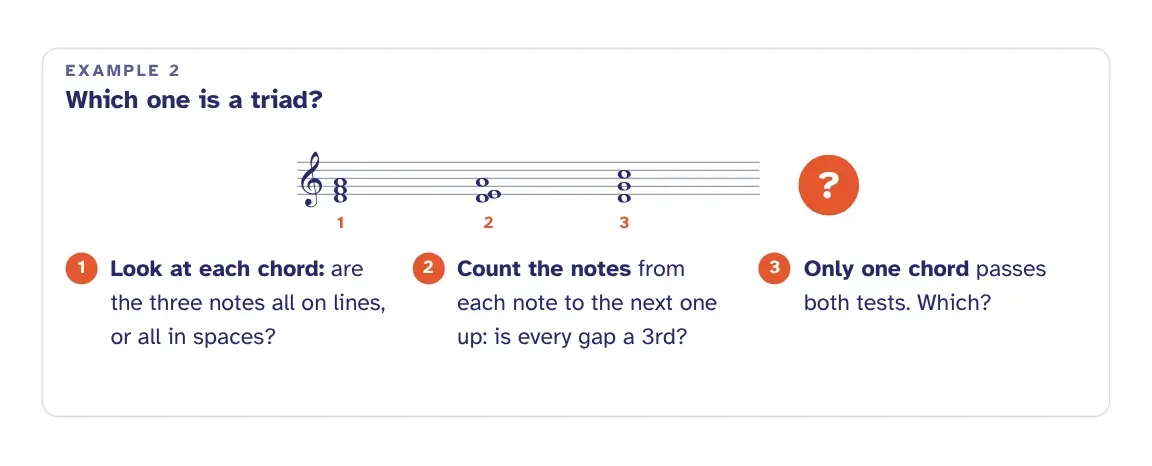 EXAMPLE 2
Which one is a triad?
?
1
2
3
1
Look at each chord: are
the three notes all on lines,
or all in spaces?
2
Count the notes from
each note to the next one
up: is every gap a 3rd?
3
Only one chord passes
both tests. Which?